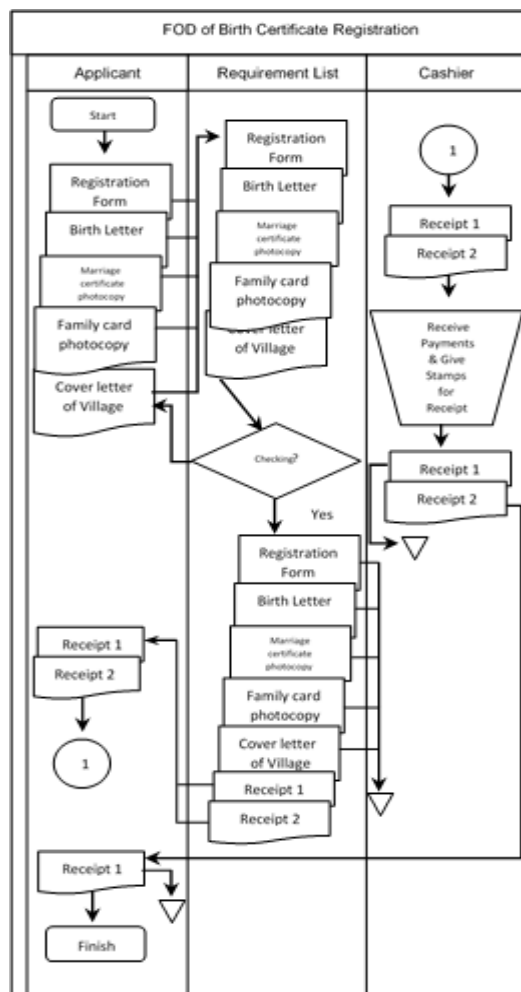 FOD of Birth Certificate Registration
Applicant
Requirement List
Cashier
Start
Registration
Form
Birth Letter
Marriage
certificate
photocopy
Family card
photocopy
Cover letter
of Village
Registration
Form
Birth Letter
Marriage
certificate
photocopy
Family card
photocopy
Cover letter
of Village
Checking?
Yes
Registration
Form
Birth Letter
Marriage
certificate
photocopy
Family card
photocopy
Cover letter
of Village
Receipt 1
Receipt 2
Receipt 1
Receipt 2
1
1
Receipt 1
Receipt 2
Receive
Payments
& Give
Stamps
for
Receipt
Receipt 1
Receipt 2
Receipt 1
Finish